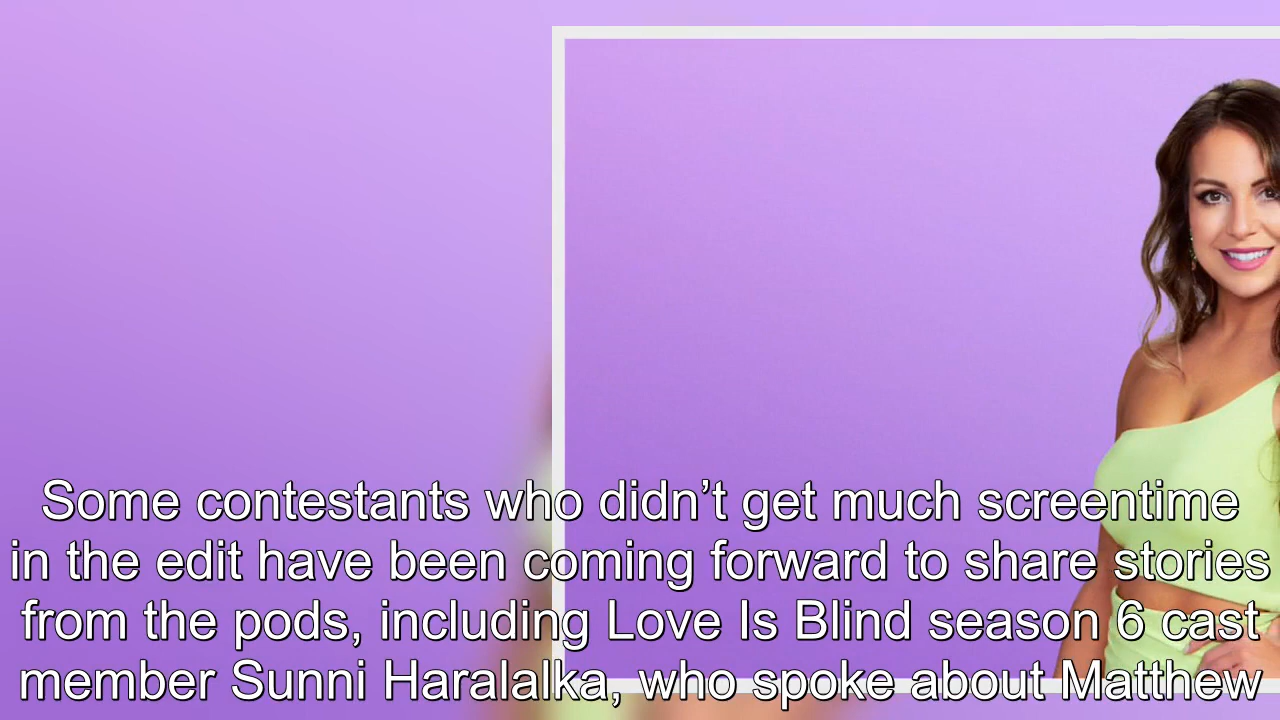 Some contestants who didn’t get much screentime
in the edit have been coming forward to share stories
from the pods, including Love Is Blind season 6 cast
member Sunni Haralalka, who spoke about Matthew